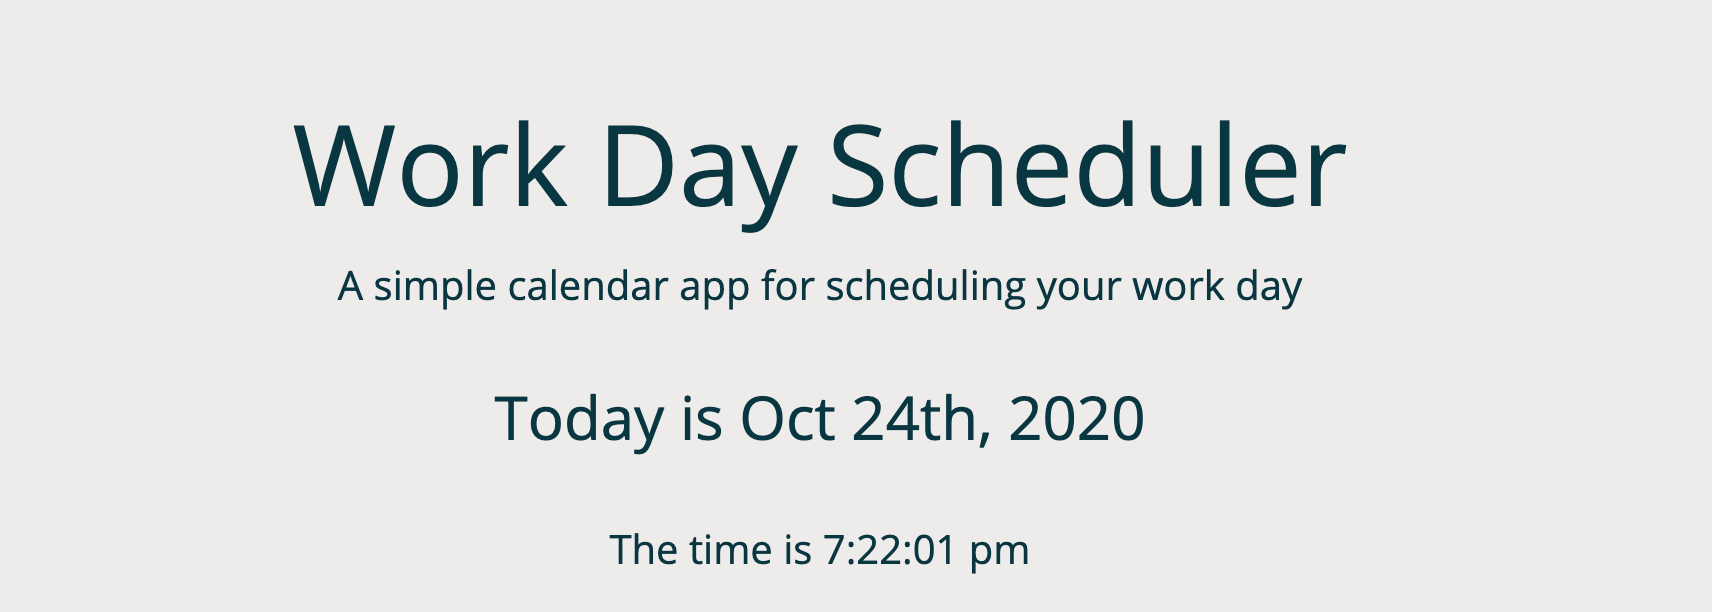 Work Day Scheduler
A simple calendar app for scheduling your work day
Today is Oct 24th, 2020
The time is 7:22:01 pm